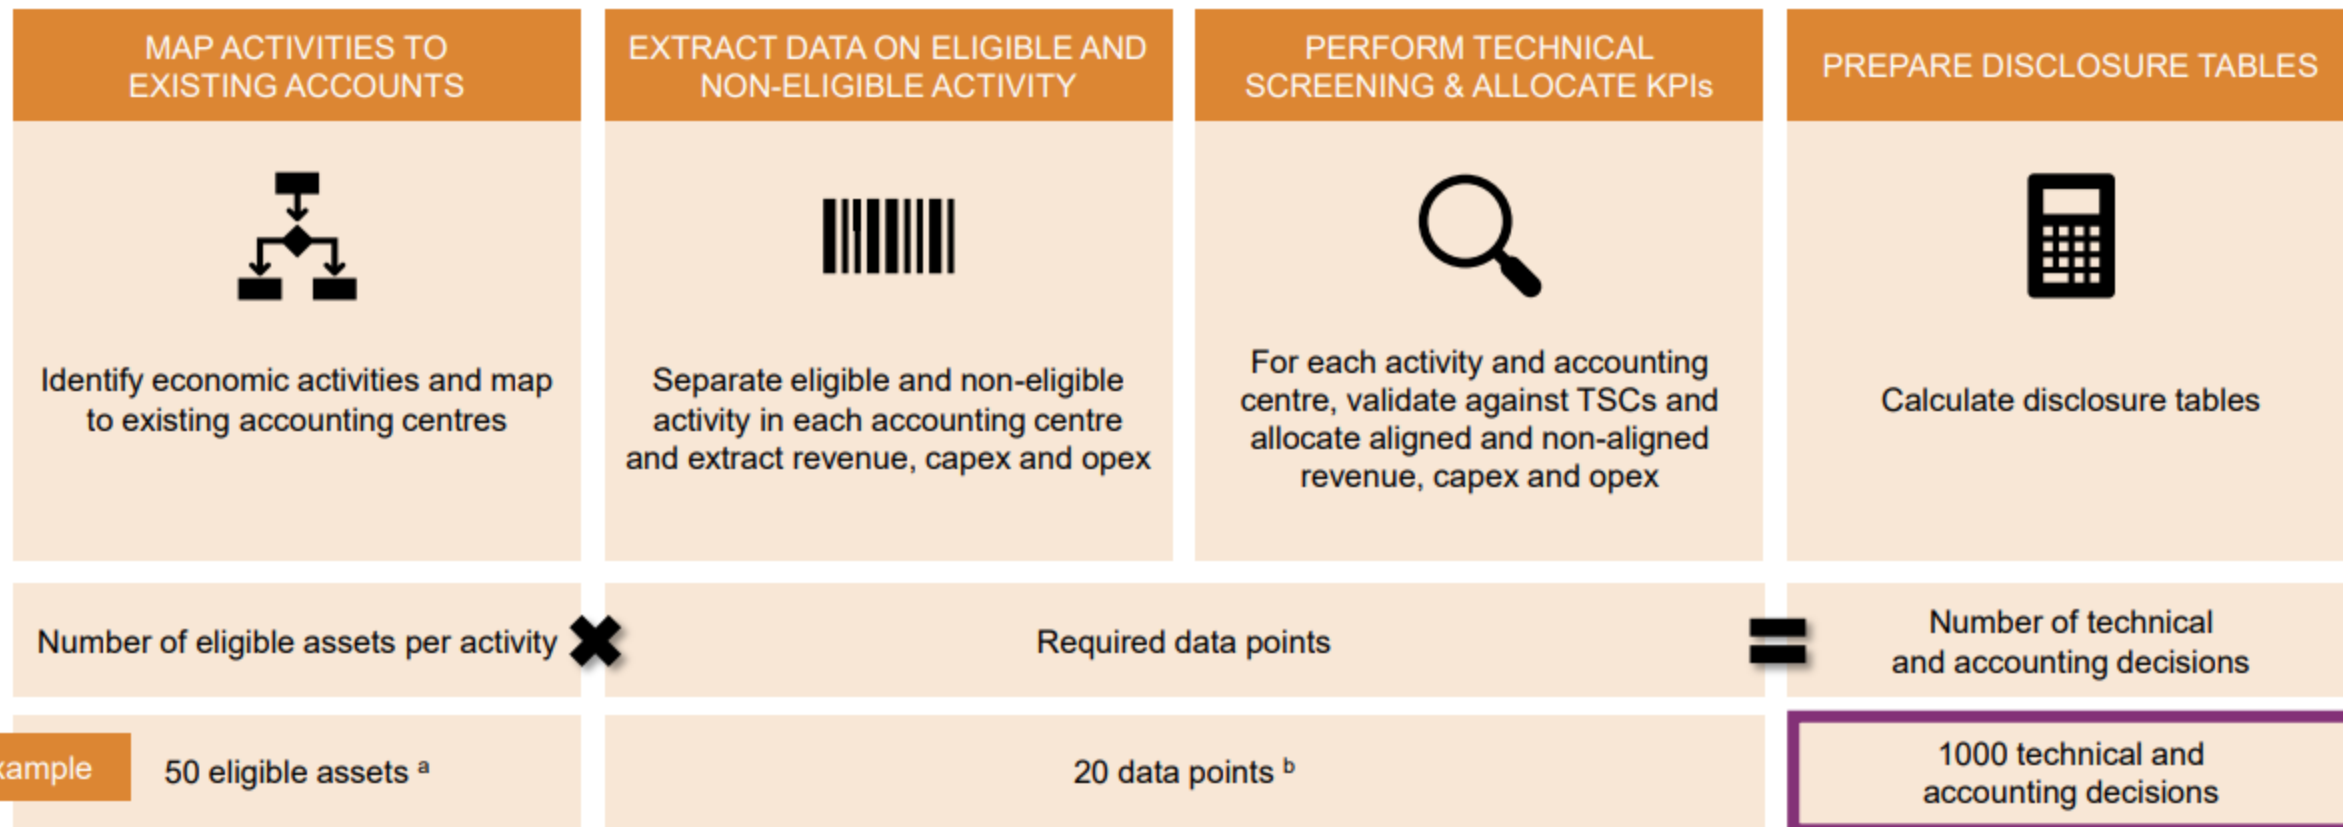 MAP ACTIVITIES TO
EXISTING ACCOUNTS
EXTRACT DATA ON ELIGIBLE AND
NON-ELIGIBLE ACTIVITY
PERFORM TECHNICAL
SCREENING & ALLOCATE KPIs
PREPARE DISCLOSURE TABLES
Identify economic activities and map
to existing accounting centres
Separate eligible and non-eligible
activity in each accounting centre
and extract revenue, capex and opex
For each activity and accounting
centre, validate against TSCs and
allocate aligned and non-aligned
revenue, capex and opex
Calculate disclosure tables
Number of eligible assets per activity
Required data points
Number of technical
and accounting decisions
xample
50 eligible assets ᵃ
20 data points ᵇ
1000 technical and
accounting decisions